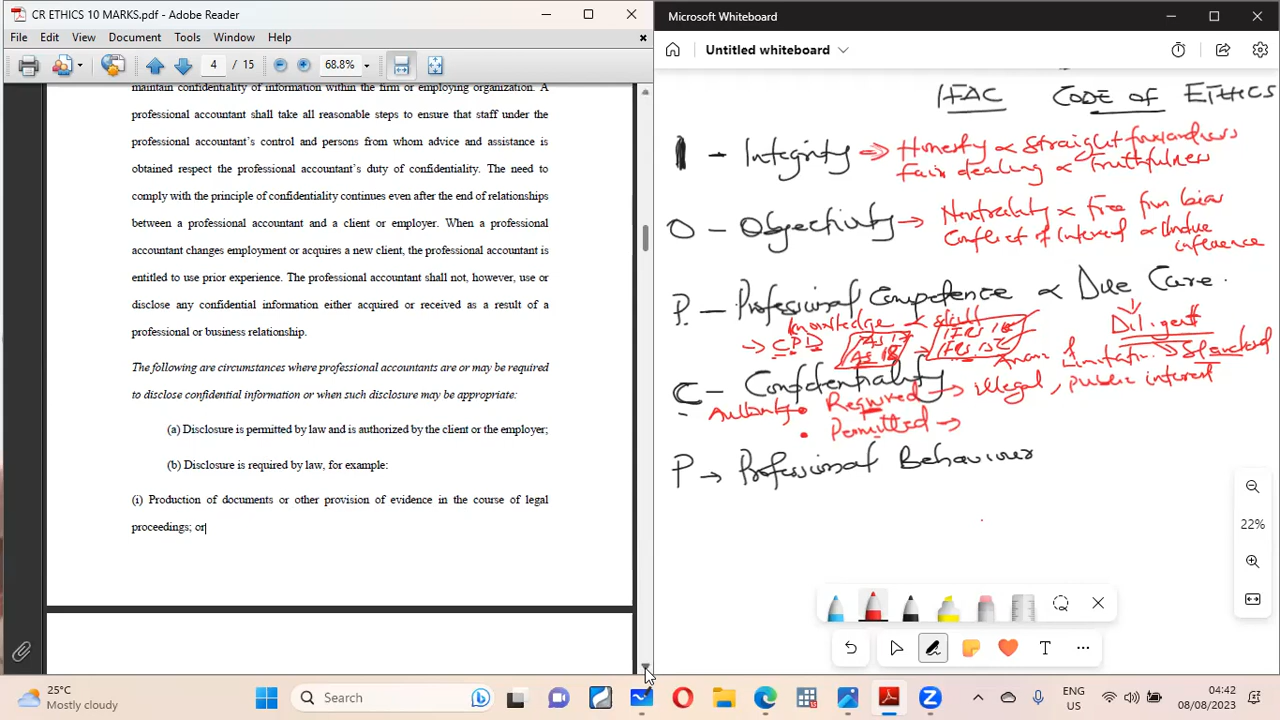 CR ETHICS 10 MARKS.pdf - Adobe Reader
File Edit View Document Tools Window Help
4 / 15 68.8%
maintain confidentiality of information within the firm or employing organization. A
professional accountant shall take all reasonable steps to ensure that staff under the
professional accountant's control and persons from whom advice and assistance is
obtained respect the professional accountant's duty of confidentiality. The need to
comply with the principle of confidentiality continues even after the end of relationships
between a professional accountant and a client or employer. When a professional
accountant changes employment or acquires a new client, the professional accountant is
entitled to use prior experience. The professional accountant shall not, however, use or
disclose any confidential information either acquired or received as a result of a
professional or business relationship.
The following are circumstances where professional accountants are or may be required
to disclose confidential information or when such disclosure may be appropriate:
(a) Disclosure is permitted by law and is authorized by the client or the employer;
(b) Disclosure is required by law, for example:
(i) Production of documents or other provision of evidence in the course of legal
proceedings; or
Microsoft Whiteboard
Untitled whiteboard
IFAC CODE OF ETHICS
I - Integrity → Honesty & Straight forwardness
Fair dealing & Truthfulness
O - Objectivity → Neutrality & Free from bias
Conflict of Interest & Undue
influence
P - Professional Competence & Due Care.
knowledge & skill
Diligent
→ CPD
IAS 17
IAS 18
→
IFRS 16
IFRS 15
limitation → Standard
C - Confidentiality
Authority • Required → illegal, public interest
• Permitted →
P → Professional Behaviour
22%
25°C
Mostly cloudy
Search
ENG
US
04:42
08/08/2023